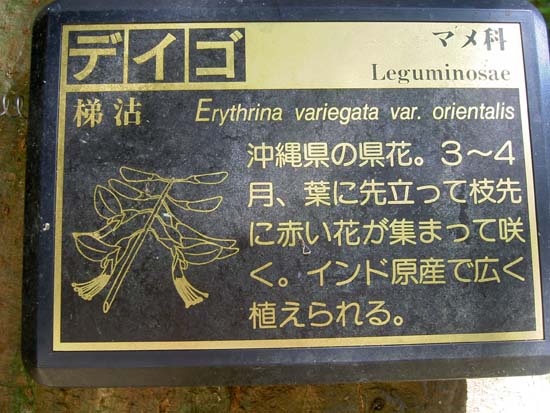 デイゴ
マメ科
Leguminosae
梯沽
Erythrina variegata var. orientalis
沖縄県の県花。3～4
月、葉に先立って枝先
に赤い花が集まって咲
く。インド原産で広く
植えられる。